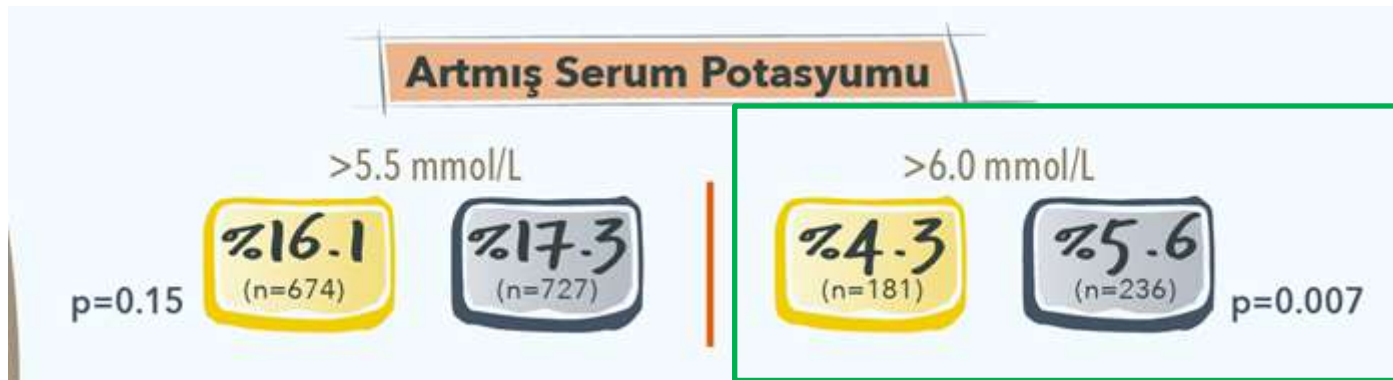 Artmış Serum Potasyumu
>5.5 mmol/L
>6.0 mmol/L
p=0.15
%16.1
(n=674)
%17.3
(n=727)
%4.3
(n=181)
%5.6
(n=236)
p=0.007